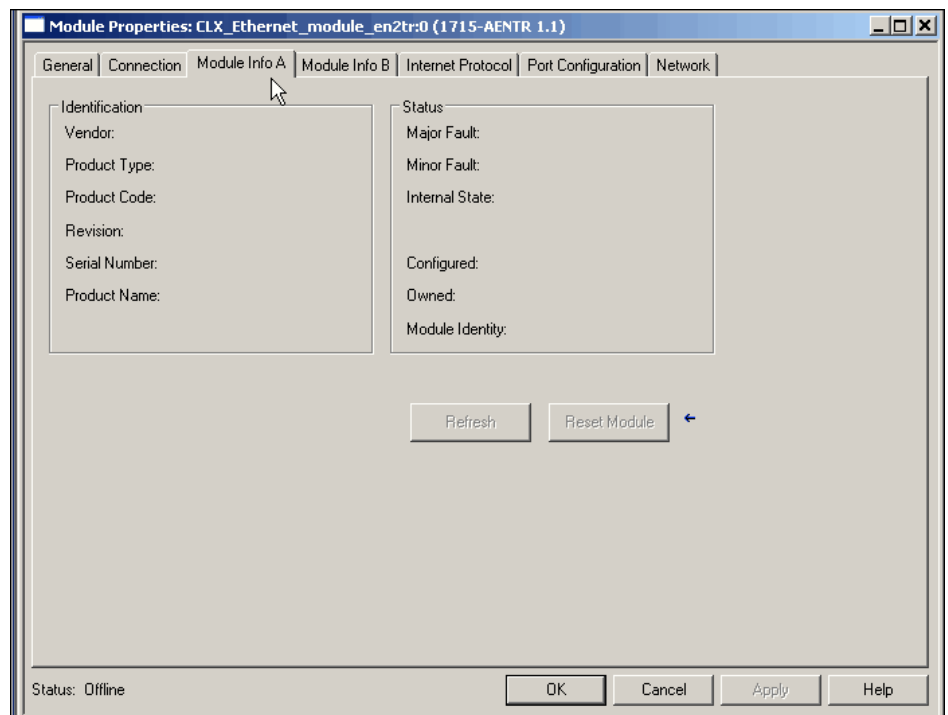 Module Properties: CLX_Ethernet_module_en2tr:0 (1715-AENTR 1.1)
General Connection Module Info A Module Info B Internet Protocol Port Configuration Network
Identification
Vendor:
Product Type:
Product Code:
Revision:
Serial Number:
Product Name:
Status
Major Fault:
Minor Fault:
Internal State:
Configured:
Owned:
Module Identity:
Refresh Reset Module
Status: Offline OK Cancel Apply Help